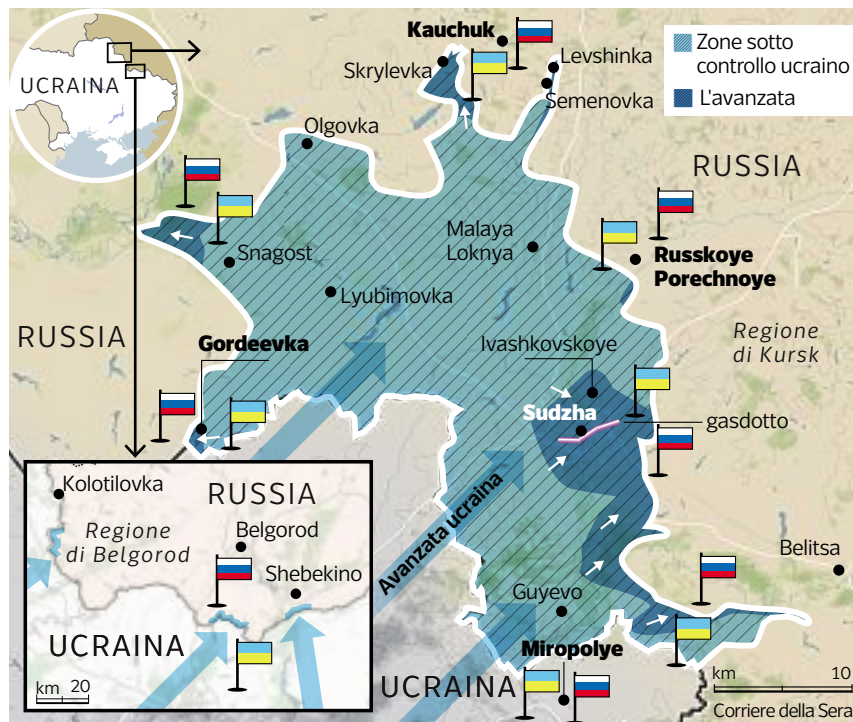 UCRAINA
Kauchuk
Skrylevka
Levshinka
Semenovka
Zone sotto
controllo ucraino
L'avanzata
Olgovka
RUSSIA
Snagost
Malaya
Loknya
Russkoye
Porechnoye
Lyubimovka
RUSSIA
Gordeevka
Ivashkovskoye
Regione
di Kursk
Sudzha
gasdotto
Avanzata ucraina
Kolotilovka
RUSSIA
Regione
di Belgorod
Belgorod
Shebekino
UCRAINA
km 20
Belitsa
Guyevo
Miropolye
UCRAINA
km 10
Corriere della Sera